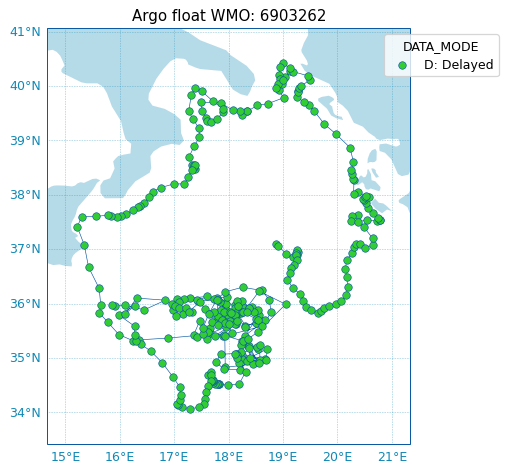 Argo float WMO: 6903262
DATA_MODE
D: Delayed
41°N
40°N
39°N
38°N
37°N
36°N
35°N
34°N
15°E 16°E 17°E 18°E 19°E 20°E 21°E